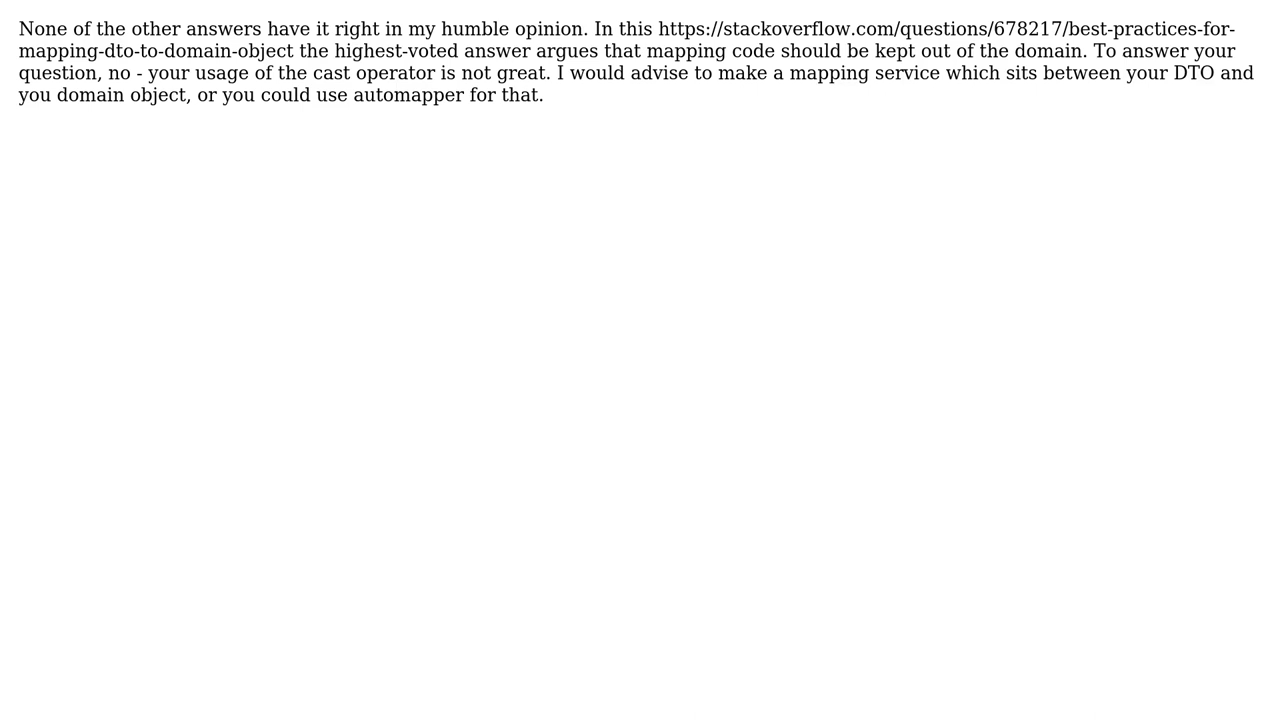 None of the other answers have it right in my humble opinion. In this https://stackoverflow.com/questions/678217/best-practices-for-
mapping-dto-to-domain-object the highest-voted answer argues that mapping code should be kept out of the domain. To answer your
question, no - your usage of the cast operator is not great. I would advise to make a mapping service which sits between your DTO and
you domain object, or you could use automapper for that.